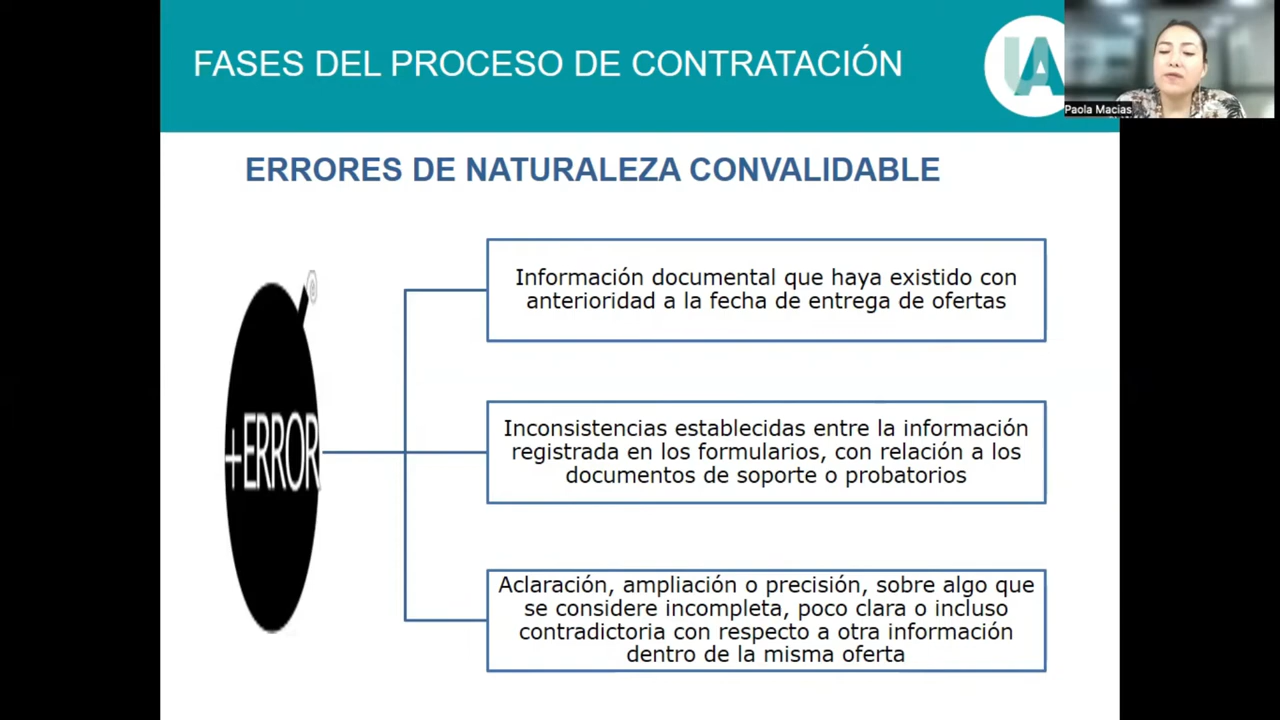 FASES DEL PROCESO DE CONTRATACIÓN
UA
Paola Macias
ERRORES DE NATURALEZA CONVALIDABLE
Información documental que haya existido con
anterioridad a la fecha de entrega de ofertas
+ERROR
Inconsistencias establecidas entre la información
registrada en los formularios, con relación a los
documentos de soporte o probatorios
Aclaración, ampliación o precisión, sobre algo que
se considere incompleta, poco clara o incluso
contradictoria con respecto a otra información
dentro de la misma oferta